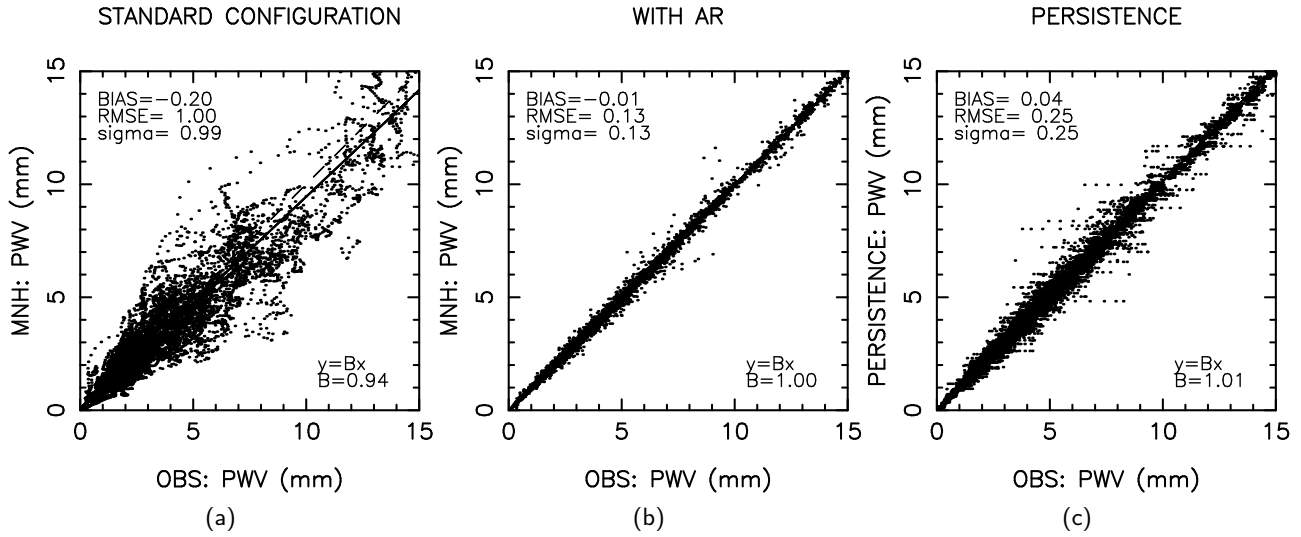 STANDARD CONFIGURATION
BIAS=−0.20
RMSE= 1.00
sigma= 0.99
y=Bx
B=0.94
MNH: PWV (mm)
0 5 10 15
0 5 10 15
OBS: PWV (mm)
(a)
WITH AR
BIAS=−0.01
RMSE= 0.13
sigma= 0.13
y=Bx
B=1.00
MNH: PWV (mm)
0 5 10 15
0 5 10 15
OBS: PWV (mm)
(b)
PERSISTENCE
BIAS= 0.04
RMSE= 0.25
sigma= 0.25
y=Bx
B=1.01
PERSISTENCE: PWV (mm)
0 5 10 15
0 5 10 15
OBS: PWV (mm)
(c)